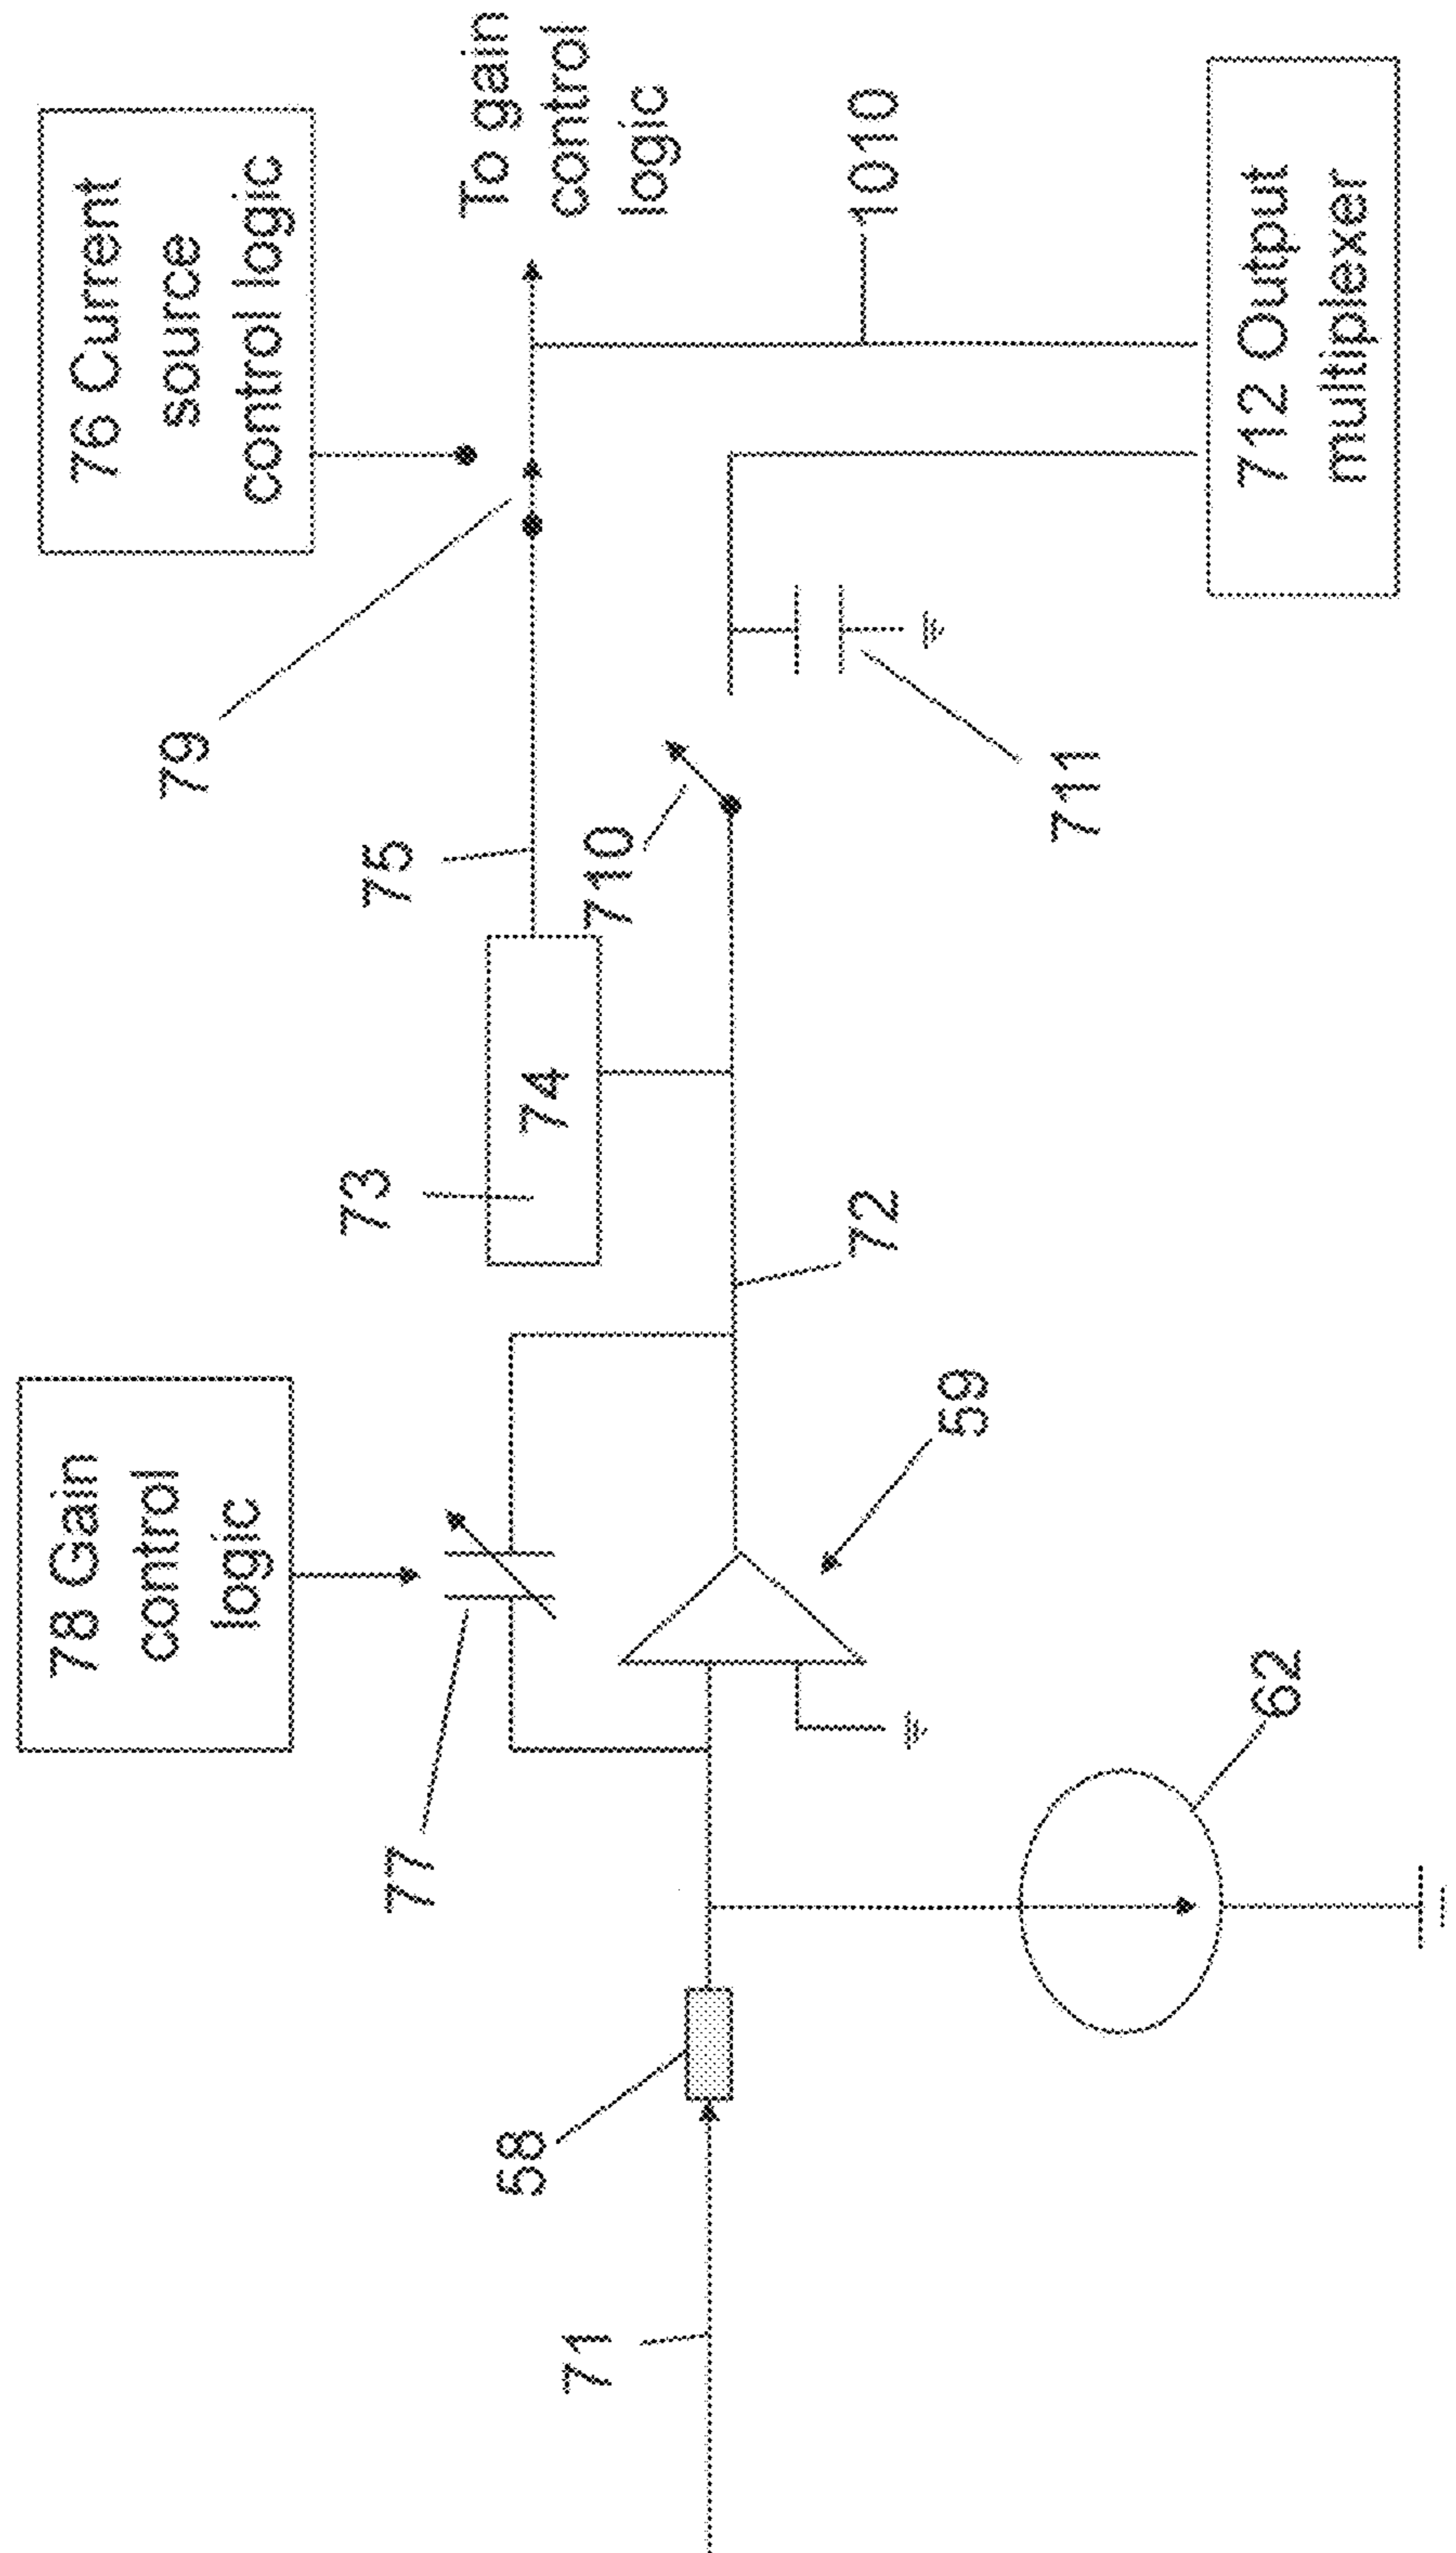 78 Gain
control
logic
76 Current
source
control logic
79
To gain
control
logic
77
73
75
74
710
58
71
59
72
711
1010
62
712 Output
multiplexer